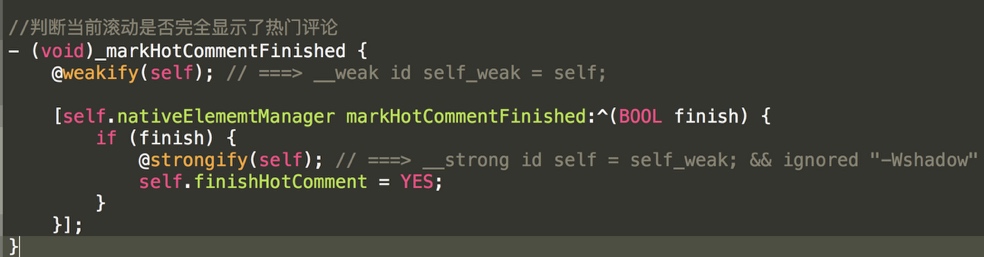 //判断当前滚动是否完全显示了热门评论
- (void)_markHotCommentFinished {
@weakify(self); // ===> __weak id self_weak = self;
[self.nativeElememtManager markHotCommentFinished:^(BOOL finish) {
if (finish) {
@strongify(self); // ===> __strong id self = self_weak; && ignored "-Wshadow"
self.finishHotComment = YES;
}
}];
}